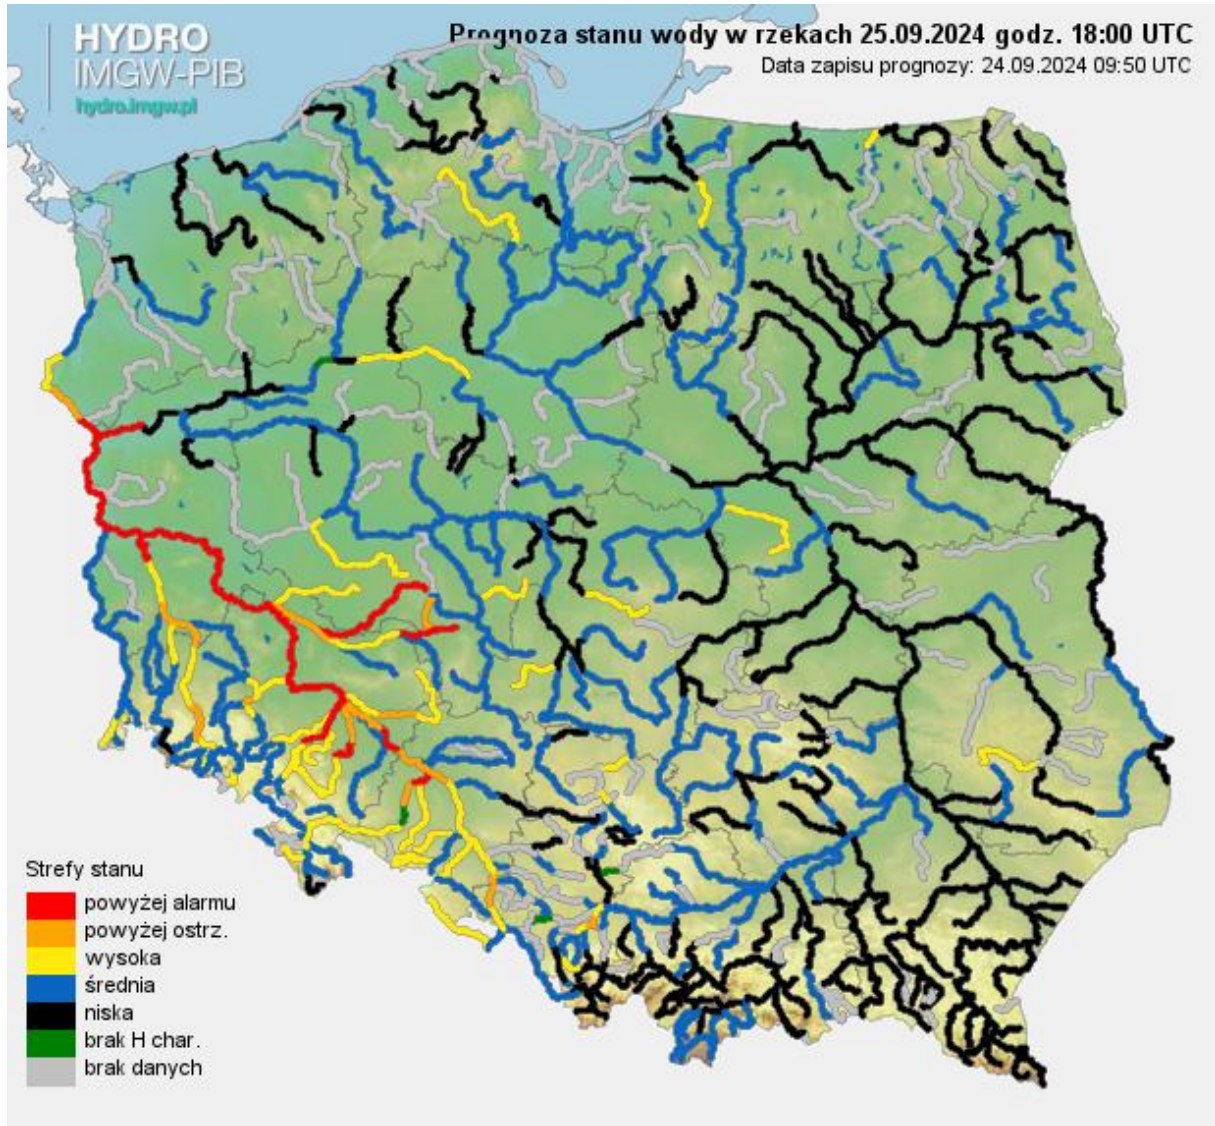 HYDRO
IMGW-PIB
hydro.imgw.pl
Prognoza stanu wody w rzekach 25.09.2024 godz. 18:00 UTC
Data zapisu prognozy: 24.09.2024 09:50 UTC
Strefy stanu
powyżej alarmu
powyżej ostrz.
wysoka
średnia
niska
brak H char.
brak danych